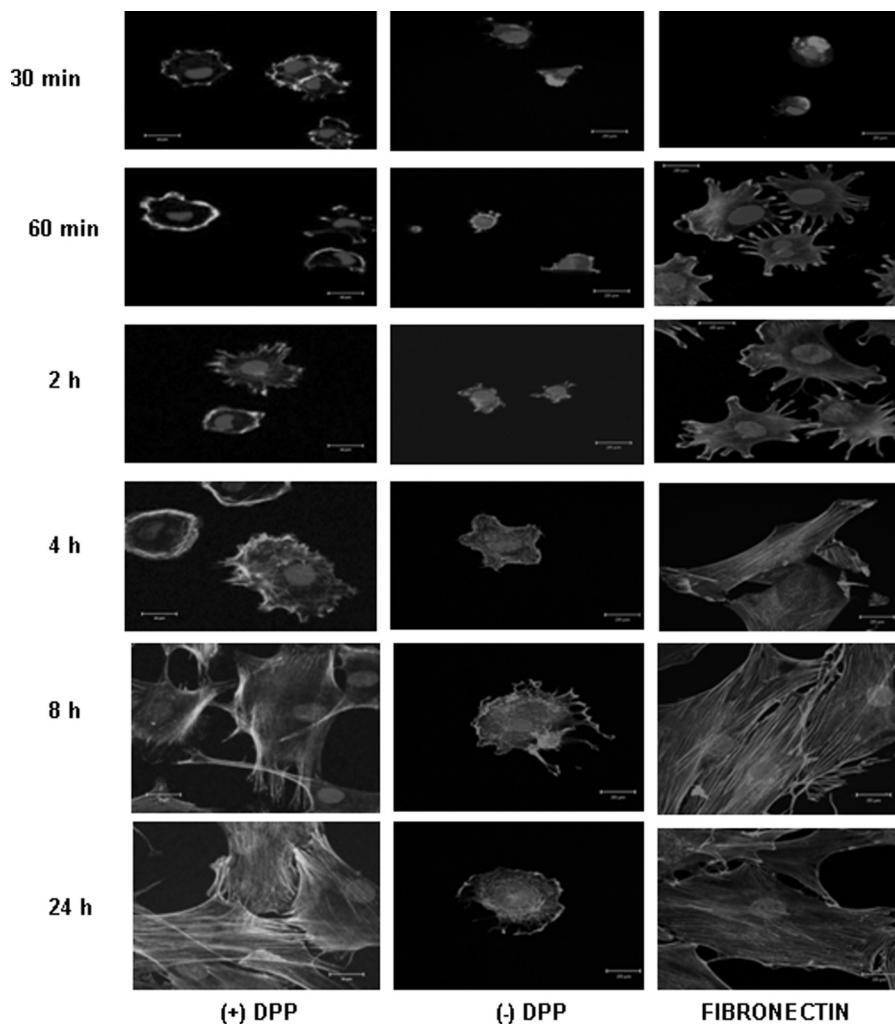 30 min
60 min
2 h
4 h
8 h
24 h
(+) DPP
(-) DPP
FIBRONECTIN